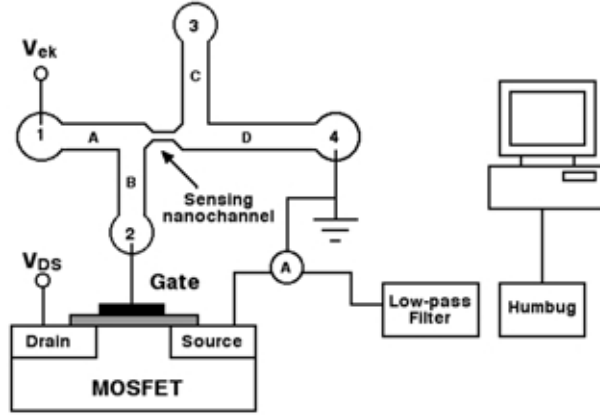 3
Vek
C
1
A
D
4
B
Sensing
nanochannel
2
VDS
Gate
A
Low-pass
Filter
Humbug
Drain
Source
MOSFET